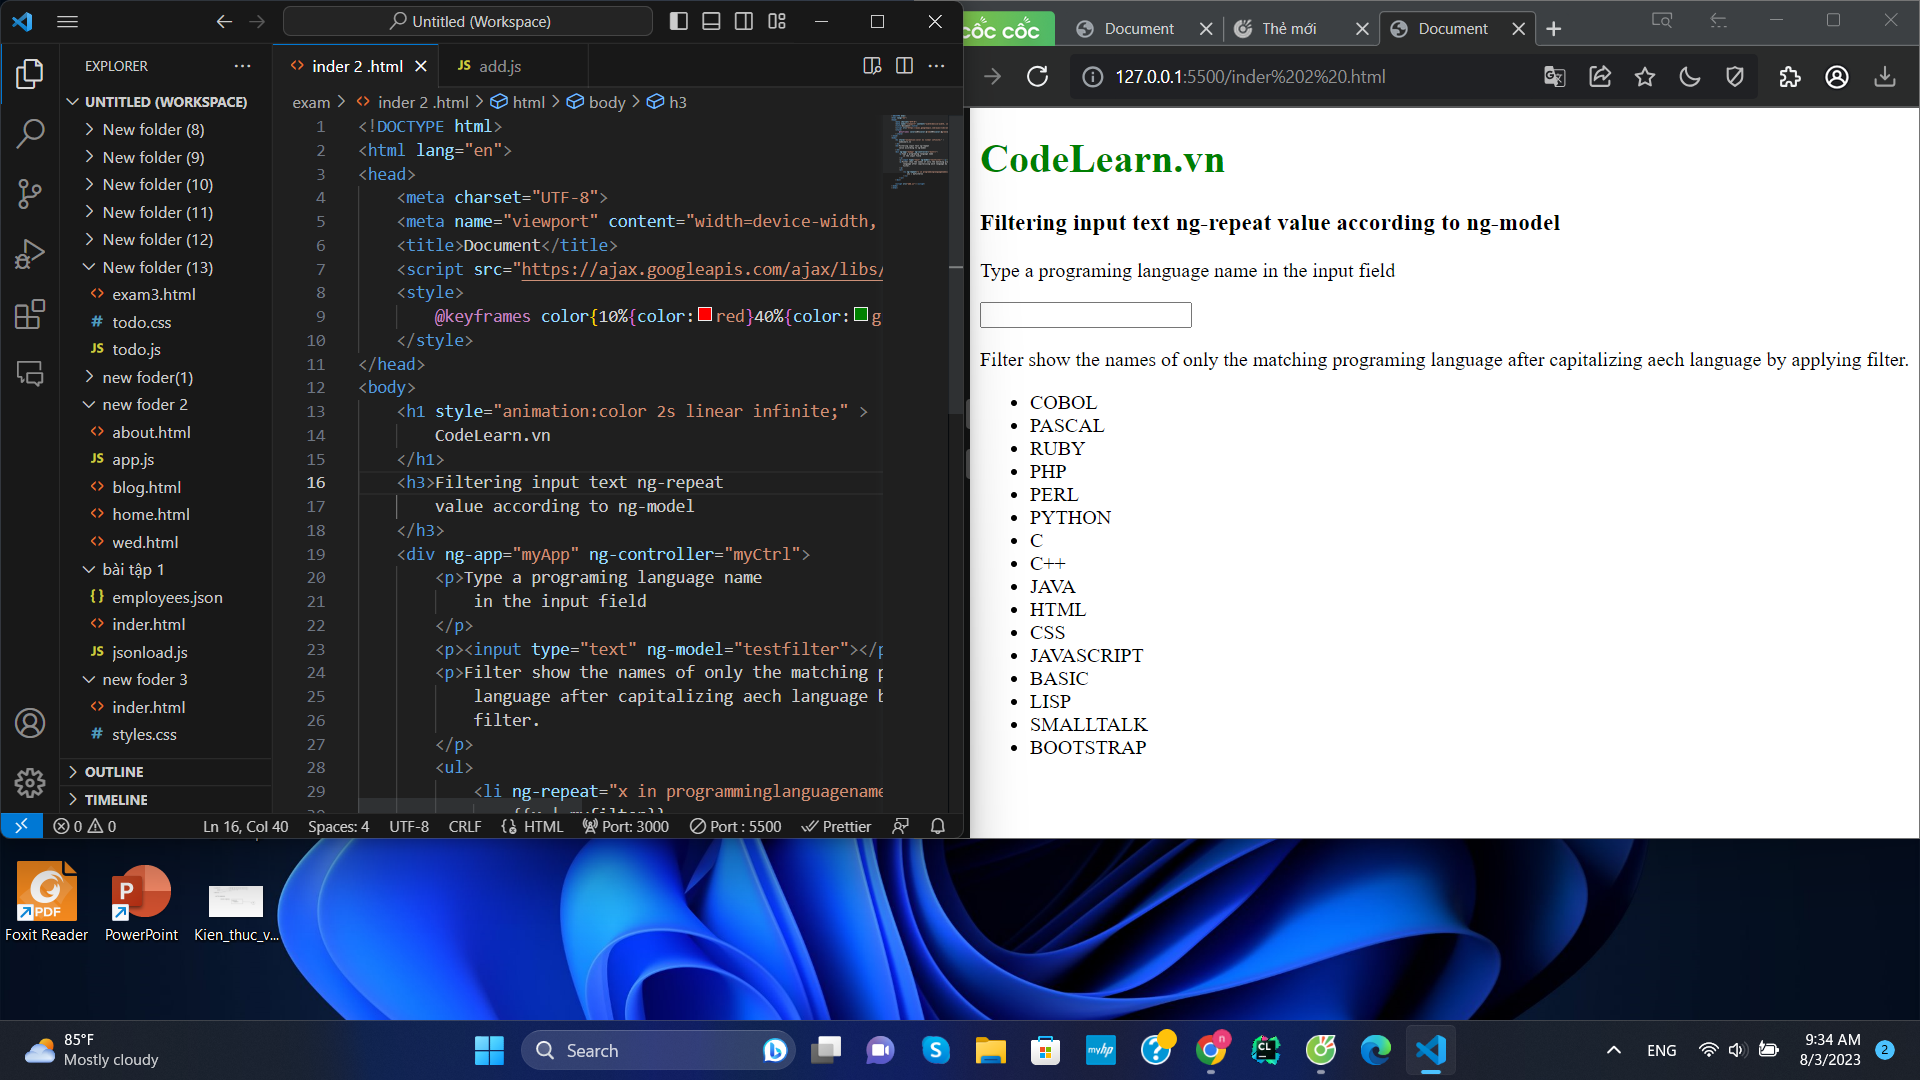 Untitled (Workspace)
EXPLORER
UNTITLED (WORKSPACE)
New folder (8)
New folder (9)
New folder (10)
New folder (11)
New folder (12)
New folder (13)
exam3.html
# todo.css
JS todo.js
new foder(1)
new foder 2
about.html
JS app.js
blog.html
home.html
wed.html
bài tập 1
{} employees.json
inder.html
JS jsonload.js
new foder 3
inder.html
# styles.css
OUTLINE
TIMELINE
inder 2 .html
JS add.js
exam > inder 2 .html > html > body > h3
1 <!DOCTYPE html>
2 <html lang="en">
3 <head>
4 <meta charset="UTF-8">
5 <meta name="viewport" content="width=device-width,
6 <title>Document</title>
7 <script src="https://ajax.googleapis.com/ajax/libs/
8 <style>
9 @keyframes color{10%{color:red}40%{color:g
10 </style>
11 </head>
12 <body>
13 <h1 style="animation:color 2s linear infinite;" >
14 CodeLearn.vn
15 </h1>
16 <h3>Filtering input text ng-repeat
17 value according to ng-model
18 </h3>
19 <div ng-app="myApp" ng-controller="myCtrl">
20 <p>Type a programing language name
21 in the input field
22 </p>
23 <p><input type="text" ng-model="testfilter"></p
24 <p>Filter show the names of only the matching p
25 language after capitalizing aech language b
26 filter.
27 </p>
28 <ul>
29 <li ng-repeat="x in programminglanguagename
0 0 Ln 16, Col 40 Spaces: 4 UTF-8 CRLF HTML Port: 3000 Port : 5500 Prettier
cốc cốc
Document
Thẻ mới
Document
127.0.0.1:5500/inder%202%20.html
CodeLearn.vn
Filtering input text ng-repeat value according to ng-model
Type a programing language name in the input field
Filter show the names of only the matching programing language after capitalizing aech language by applying filter.
• COBOL
• PASCAL
• RUBY
• PHP
• PERL
• PYTHON
• C
• C++
• JAVA
• HTML
• CSS
• JAVASCRIPT
• BASIC
• LISP
• SMALLTALK
• BOOTSTRAP
PDF
P
Foxit Reader
PowerPoint
Kien_thuc_v...
85°F
Mostly cloudy
Search
S
myhp
?
n
CL
ENG
9:34 AM
8/3/2023
2